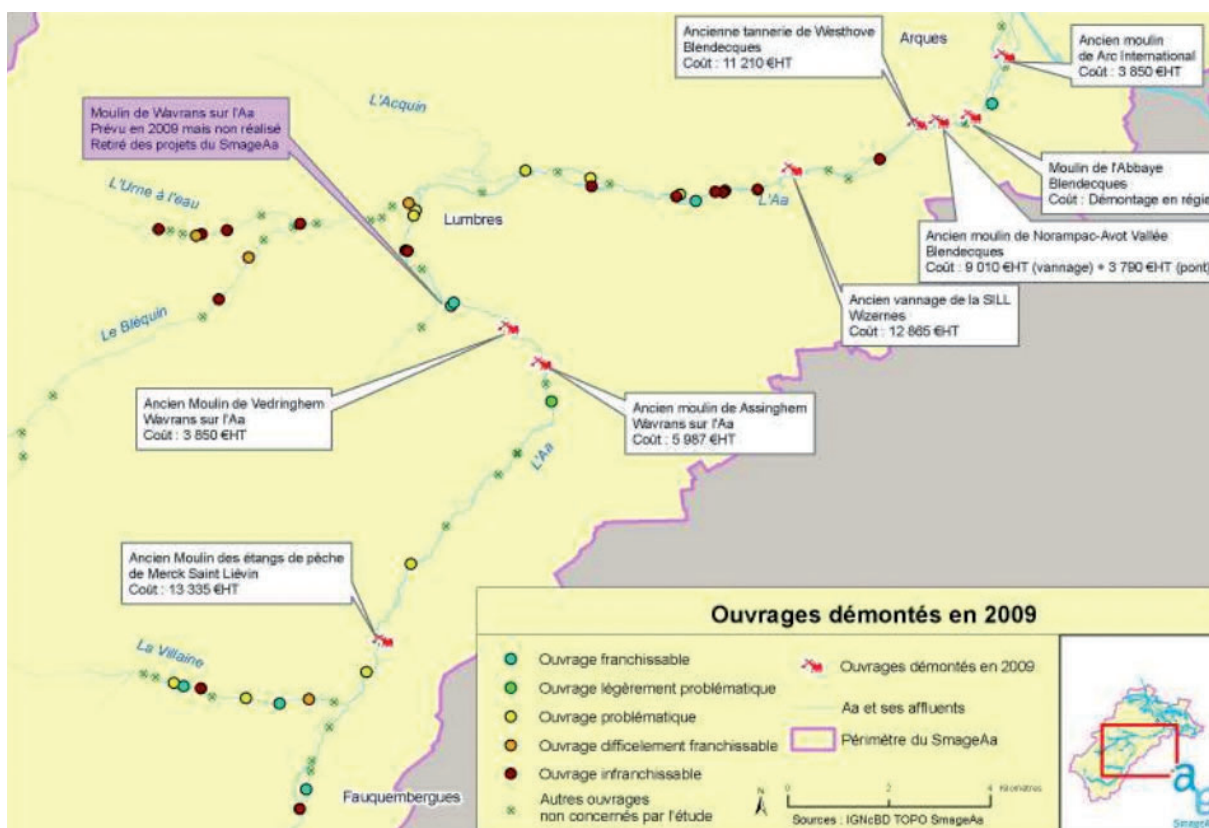 Ancienne tannerie de Westhove
Blendecques
Coût : 11 210 €HT
Arques
Ancien moulin
de Arc International
Coût : 3 850 €HT
L'Acquin
Moulin de Wavrans sur l'Aa
Prévu en 2009 mais non réalisé
Retiré des projets du SmageAa
Moulin de l'Abbaye
Blendecques
Coût : Démontage en régie
L'Urne à l'eau
Lumbres
L'Aa
Ancien moulin de Norampac-Avot Vallée
Blendecques
Coût : 9 010 €HT (vannage) + 3 790 €HT (pont)
Ancien vannage de la SILL
Wizernes
Coût : 12 865 €HT
Le Bléquin
Ancien Moulin de Vedringhem
Wavrans sur l'Aa
Coût : 3 850 €HT
Ancien moulin de Assinghem
Wavrans sur l'Aa
Coût : 5 987 €HT
L'Aa
Ancien Moulin des étangs de pêche
de Merck Saint Liévin
Coût : 13 335 €HT
La Villaine
Fauquembergues
Ouvrages démontés en 2009
Ouvrage franchissable
Ouvrage légèrement problématique
Ouvrage problématique
Ouvrage difficelement franchissable
Ouvrage infranchissable
Autres ouvrages
non concernés par l'étude
Ouvrages démontés en 2009
Aa et ses affluents
Périmètre du SmageAa
N
0 2 4 Kilomètres
Sources : IGNcBD TOPO SmageAa
SmageA